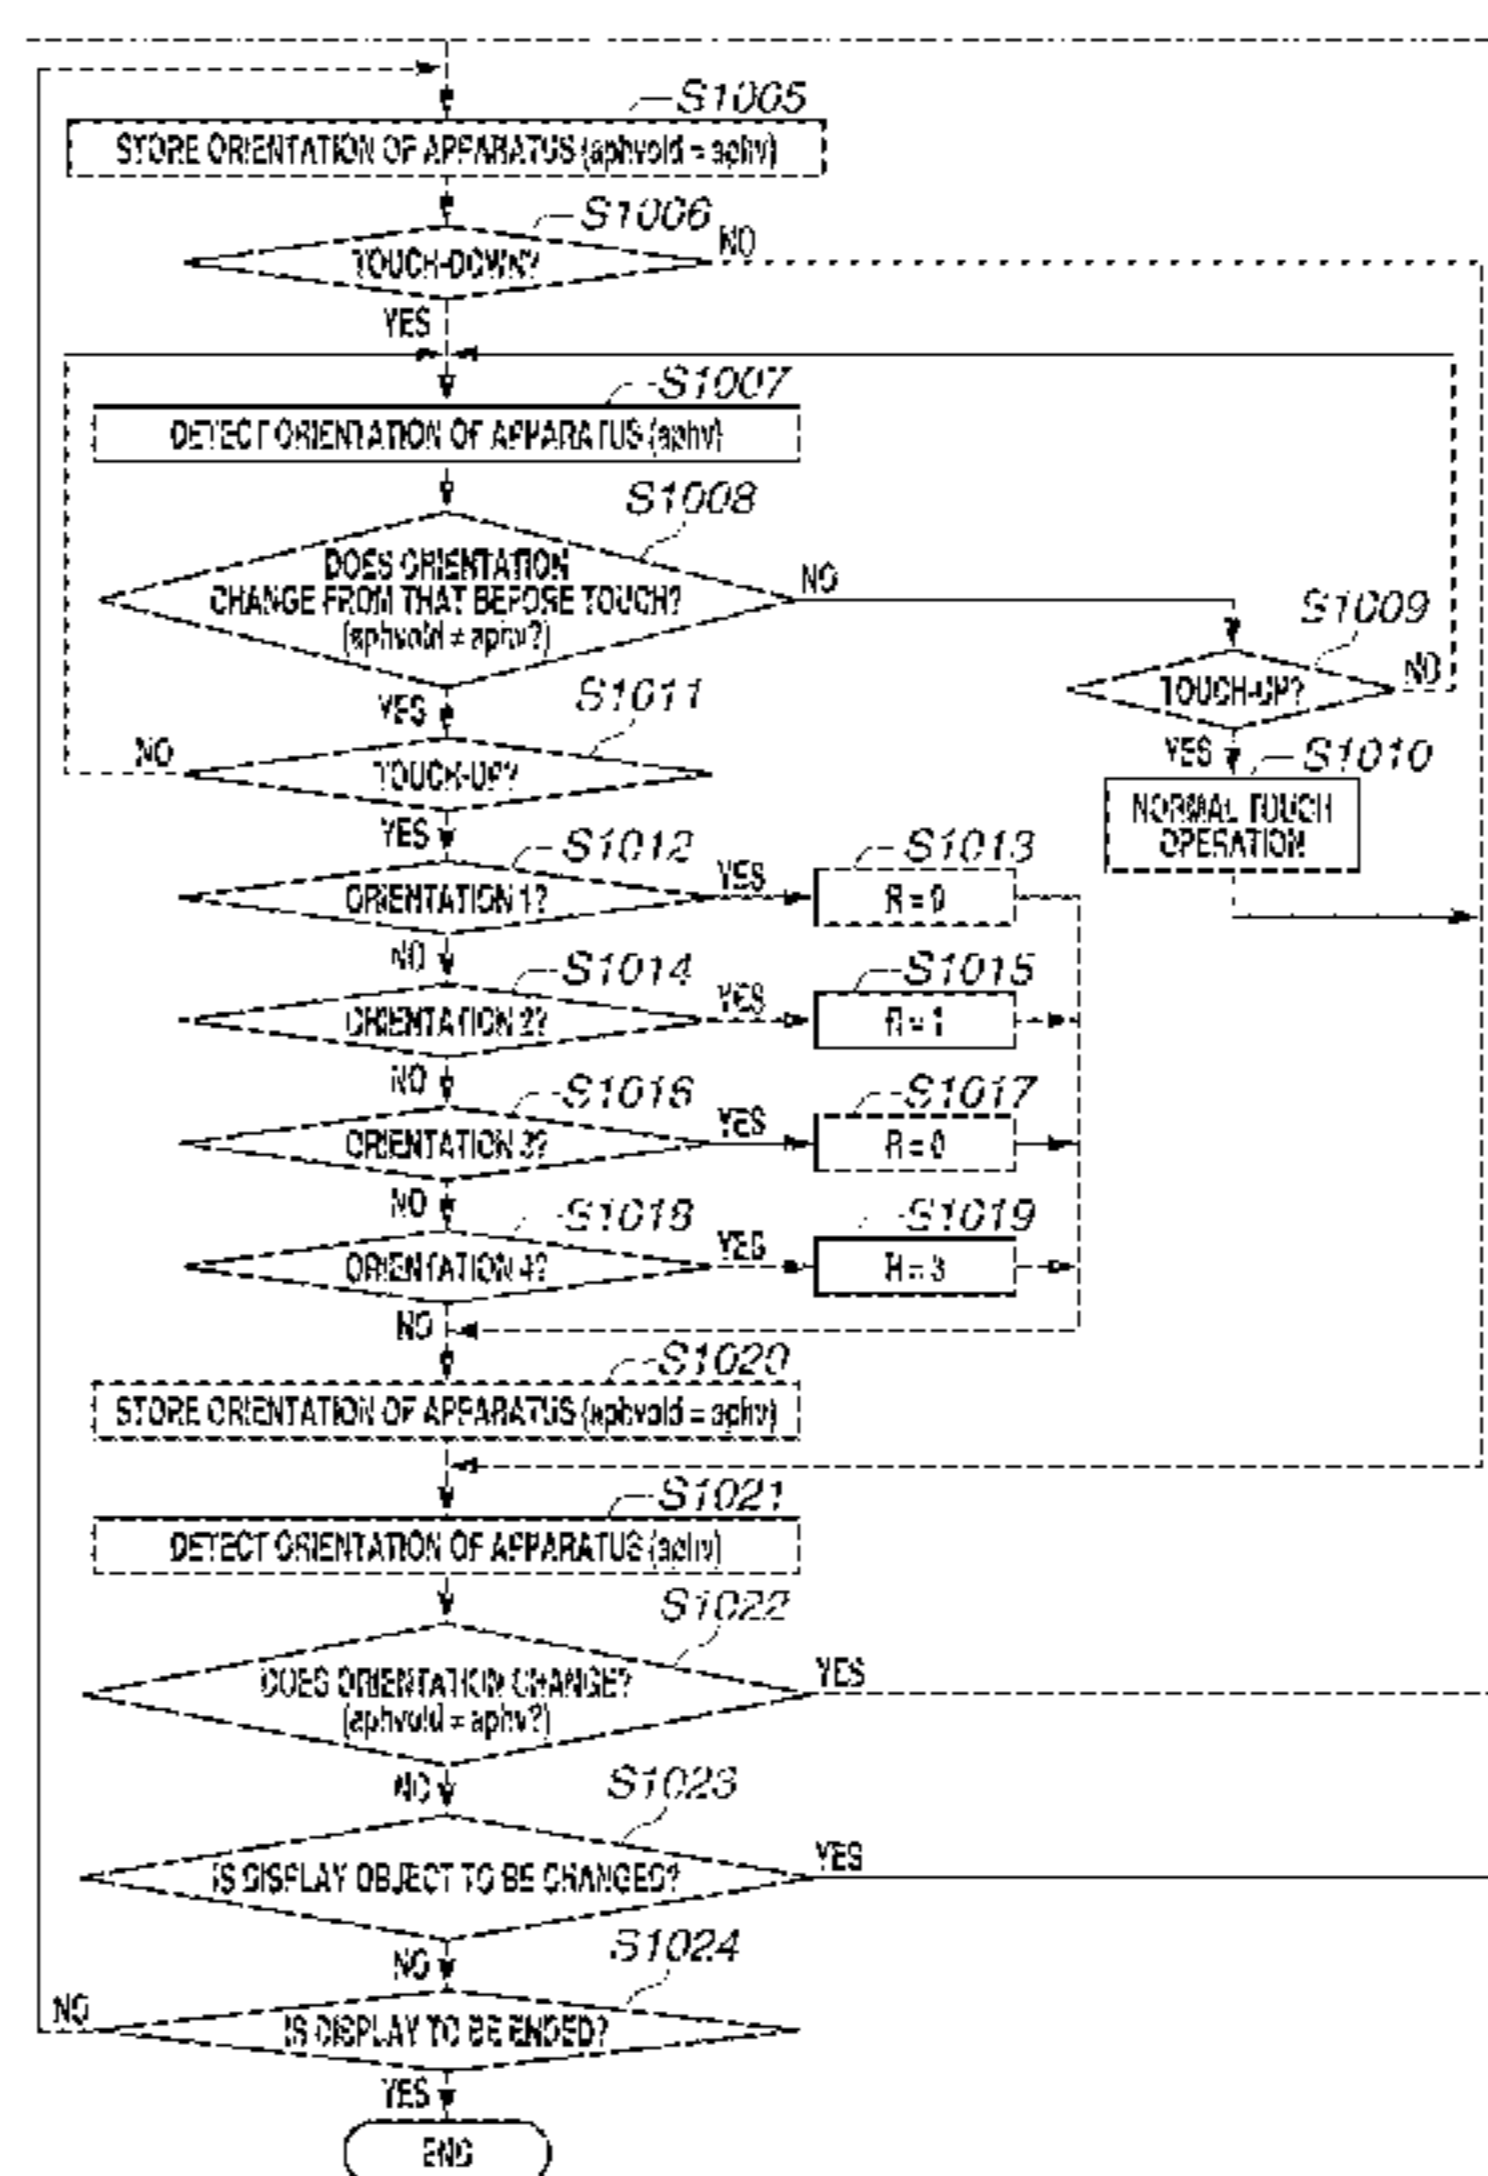 S1005
STORE ORIENTATION OF APPARATUS (aphvold = aphv)
S1006
TOUCH-DOWN?
NO
YES
S1007
DETECT ORIENTATION OF APPARATUS (aphv)
S1008
DOES ORIENTATION
CHANGE FROM THAT BEFORE TOUCH?
(aphvold ≠ aphv?)
NO
S1009
TOUCH-UP?
NO
YES
S1010
NORMAL TOUCH
OPERATION
YES
S1011
TOUCH-UP?
NO
YES
S1012
ORIENTATION 1?
YES
S1013
R = 0
NO
S1014
ORIENTATION 2?
YES
S1015
R = 1
NO
S1016
ORIENTATION 3?
YES
S1017
R = 0
NO
S1018
ORIENTATION 4?
YES
S1019
R = 3
NO
S1020
STORE ORIENTATION OF APPARATUS (aphvold = aphv)
S1021
DETECT ORIENTATION OF APPARATUS (aphv)
S1022
DOES ORIENTATION CHANGE?
(aphvold ≠ aphv?)
YES
NO
S1023
IS DISPLAY OBJECT TO BE CHANGED?
YES
NO
S1024
IS DISPLAY TO BE ENDED?
NO
YES
END